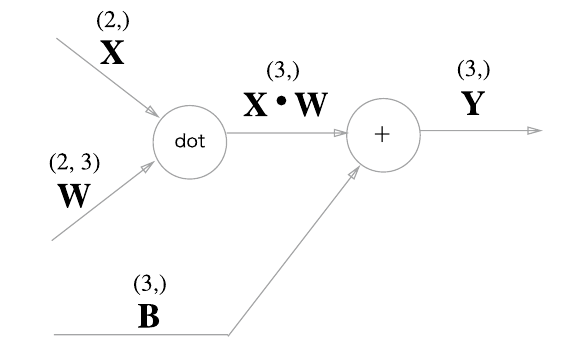 (2,)
X
(3,)
X • W
(3,)
Y
dot
+
(2, 3)
W
(3,)
B